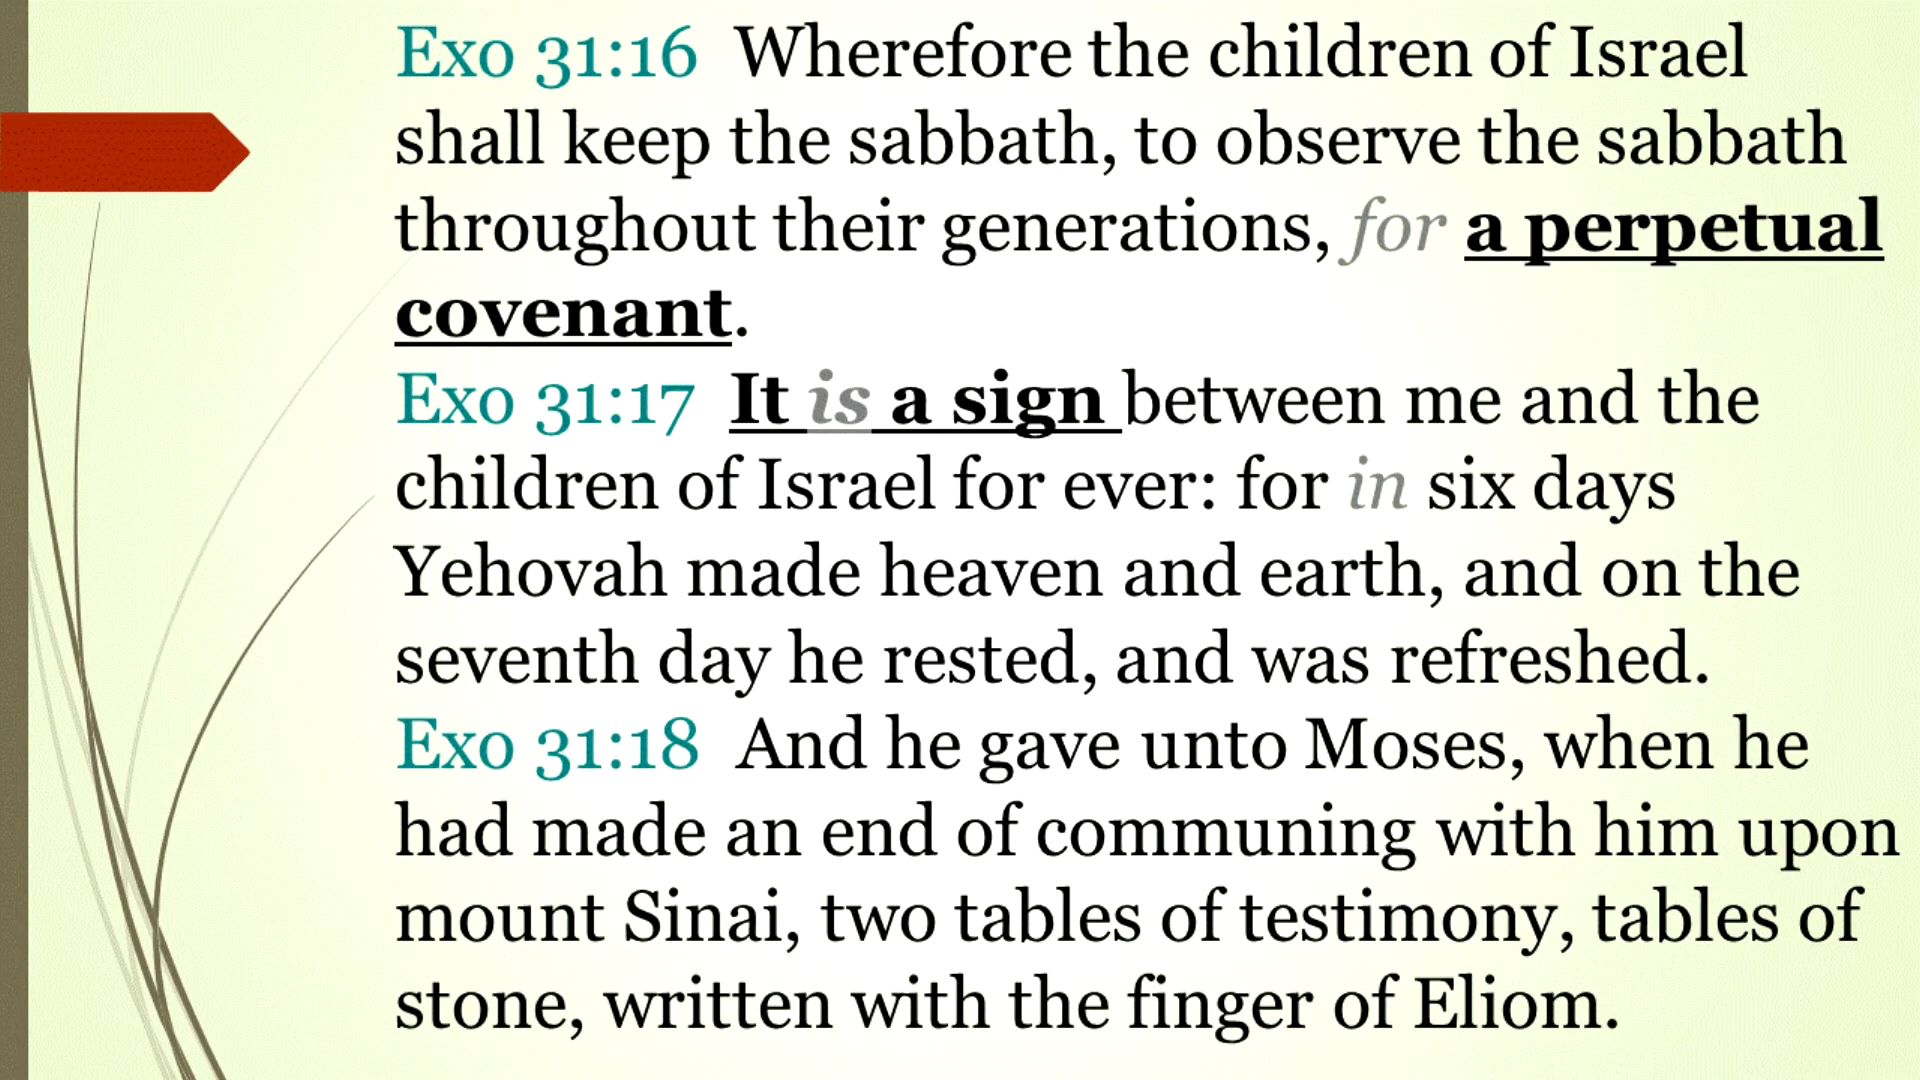 Exo 31:16 Wherefore the children of Israel
shall keep the sabbath, to observe the sabbath
throughout their generations, for a perpetual
covenant.
Exo 31:17 It is a sign between me and the
children of Israel for ever: for in six days
Yehovah made heaven and earth, and on the
seventh day he rested, and was refreshed.
Exo 31:18 And he gave unto Moses, when he
had made an end of communing with him upon
mount Sinai, two tables of testimony, tables of
stone, written with the finger of Eliom.